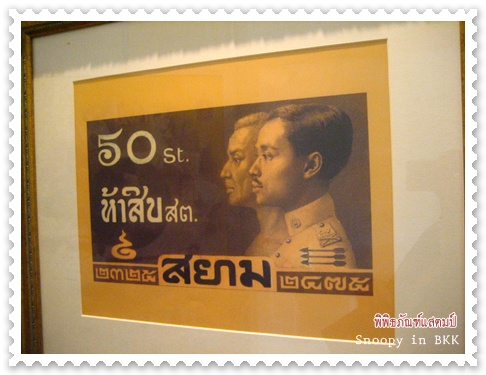 50 St.
ห้าสิบ สต.
๒๓๒๕ สยาม ๒๔๗๕
พิพิธภัณฑ์แสตมป์
Snoopy in BKK